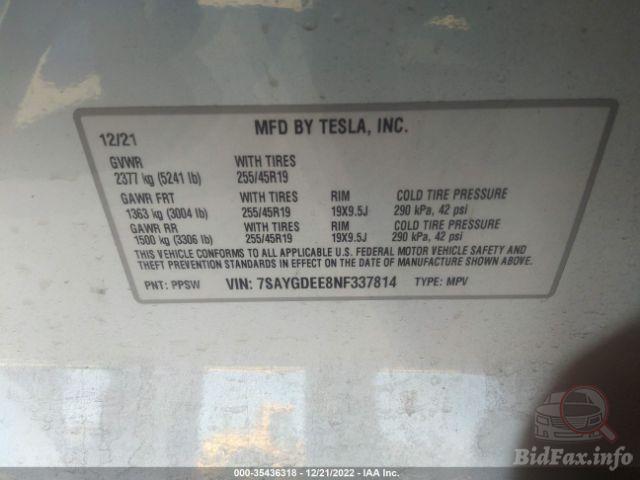 MFD BY TESLA, INC.
12/21
GVWR
2377 kg (5241 lb) WITH TIRES 255/45R19
GAWR FRT WITH TIRES RIM COLD TIRE PRESSURE
1363 kg (3004 lb) 255/45R19 19X9.5J 290 kPa, 42 psi
GAWR RR WITH TIRES RIM COLD TIRE PRESSURE
1500 kg (3306 lb) 255/45R19 19X9.5J 290 kPa, 42 psi
THIS VEHICLE CONFORMS TO ALL APPLICABLE U.S. FEDERAL MOTOR VEHICLE SAFETY AND
THEFT PREVENTION STANDARDS IN EFFECT ON THE DATE OF MANUFACTURE SHOWN ABOVE.
PNT: PPSW VIN: 7SAYGDEE8NF337814 TYPE: MPV
BidFax.info
000-35436318 - 12/21/2022 - IAA Inc.